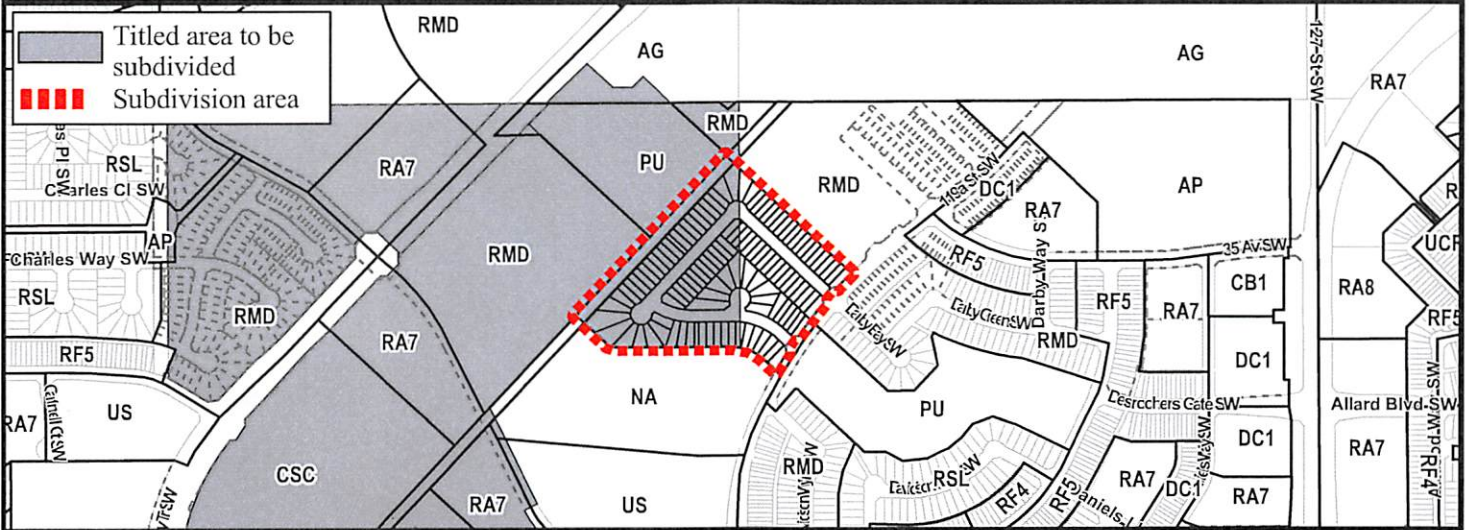 Titled area to be
subdivided
Subdivision area
RMD
AG
AG
127 St SW
RA7
RMD
RSL
Charles Cl SW
RA7
PU
RMD
DC1
RA7
AP
AP
Charles Way SW
RSL
RMD
RF5
35 AV SW
CB1
RA8
RMD
RA7
RF5
RA7
Darby Way SW
RMD
RF5
DC1
RF5
US
RA7
NA
PU
Desrochers Gate SW
Allard Blvd SW
DC1
RA7
CSC
RA7
US
RMD
RSL
RF4
RF5
RA7
DC1
RA7
RF4